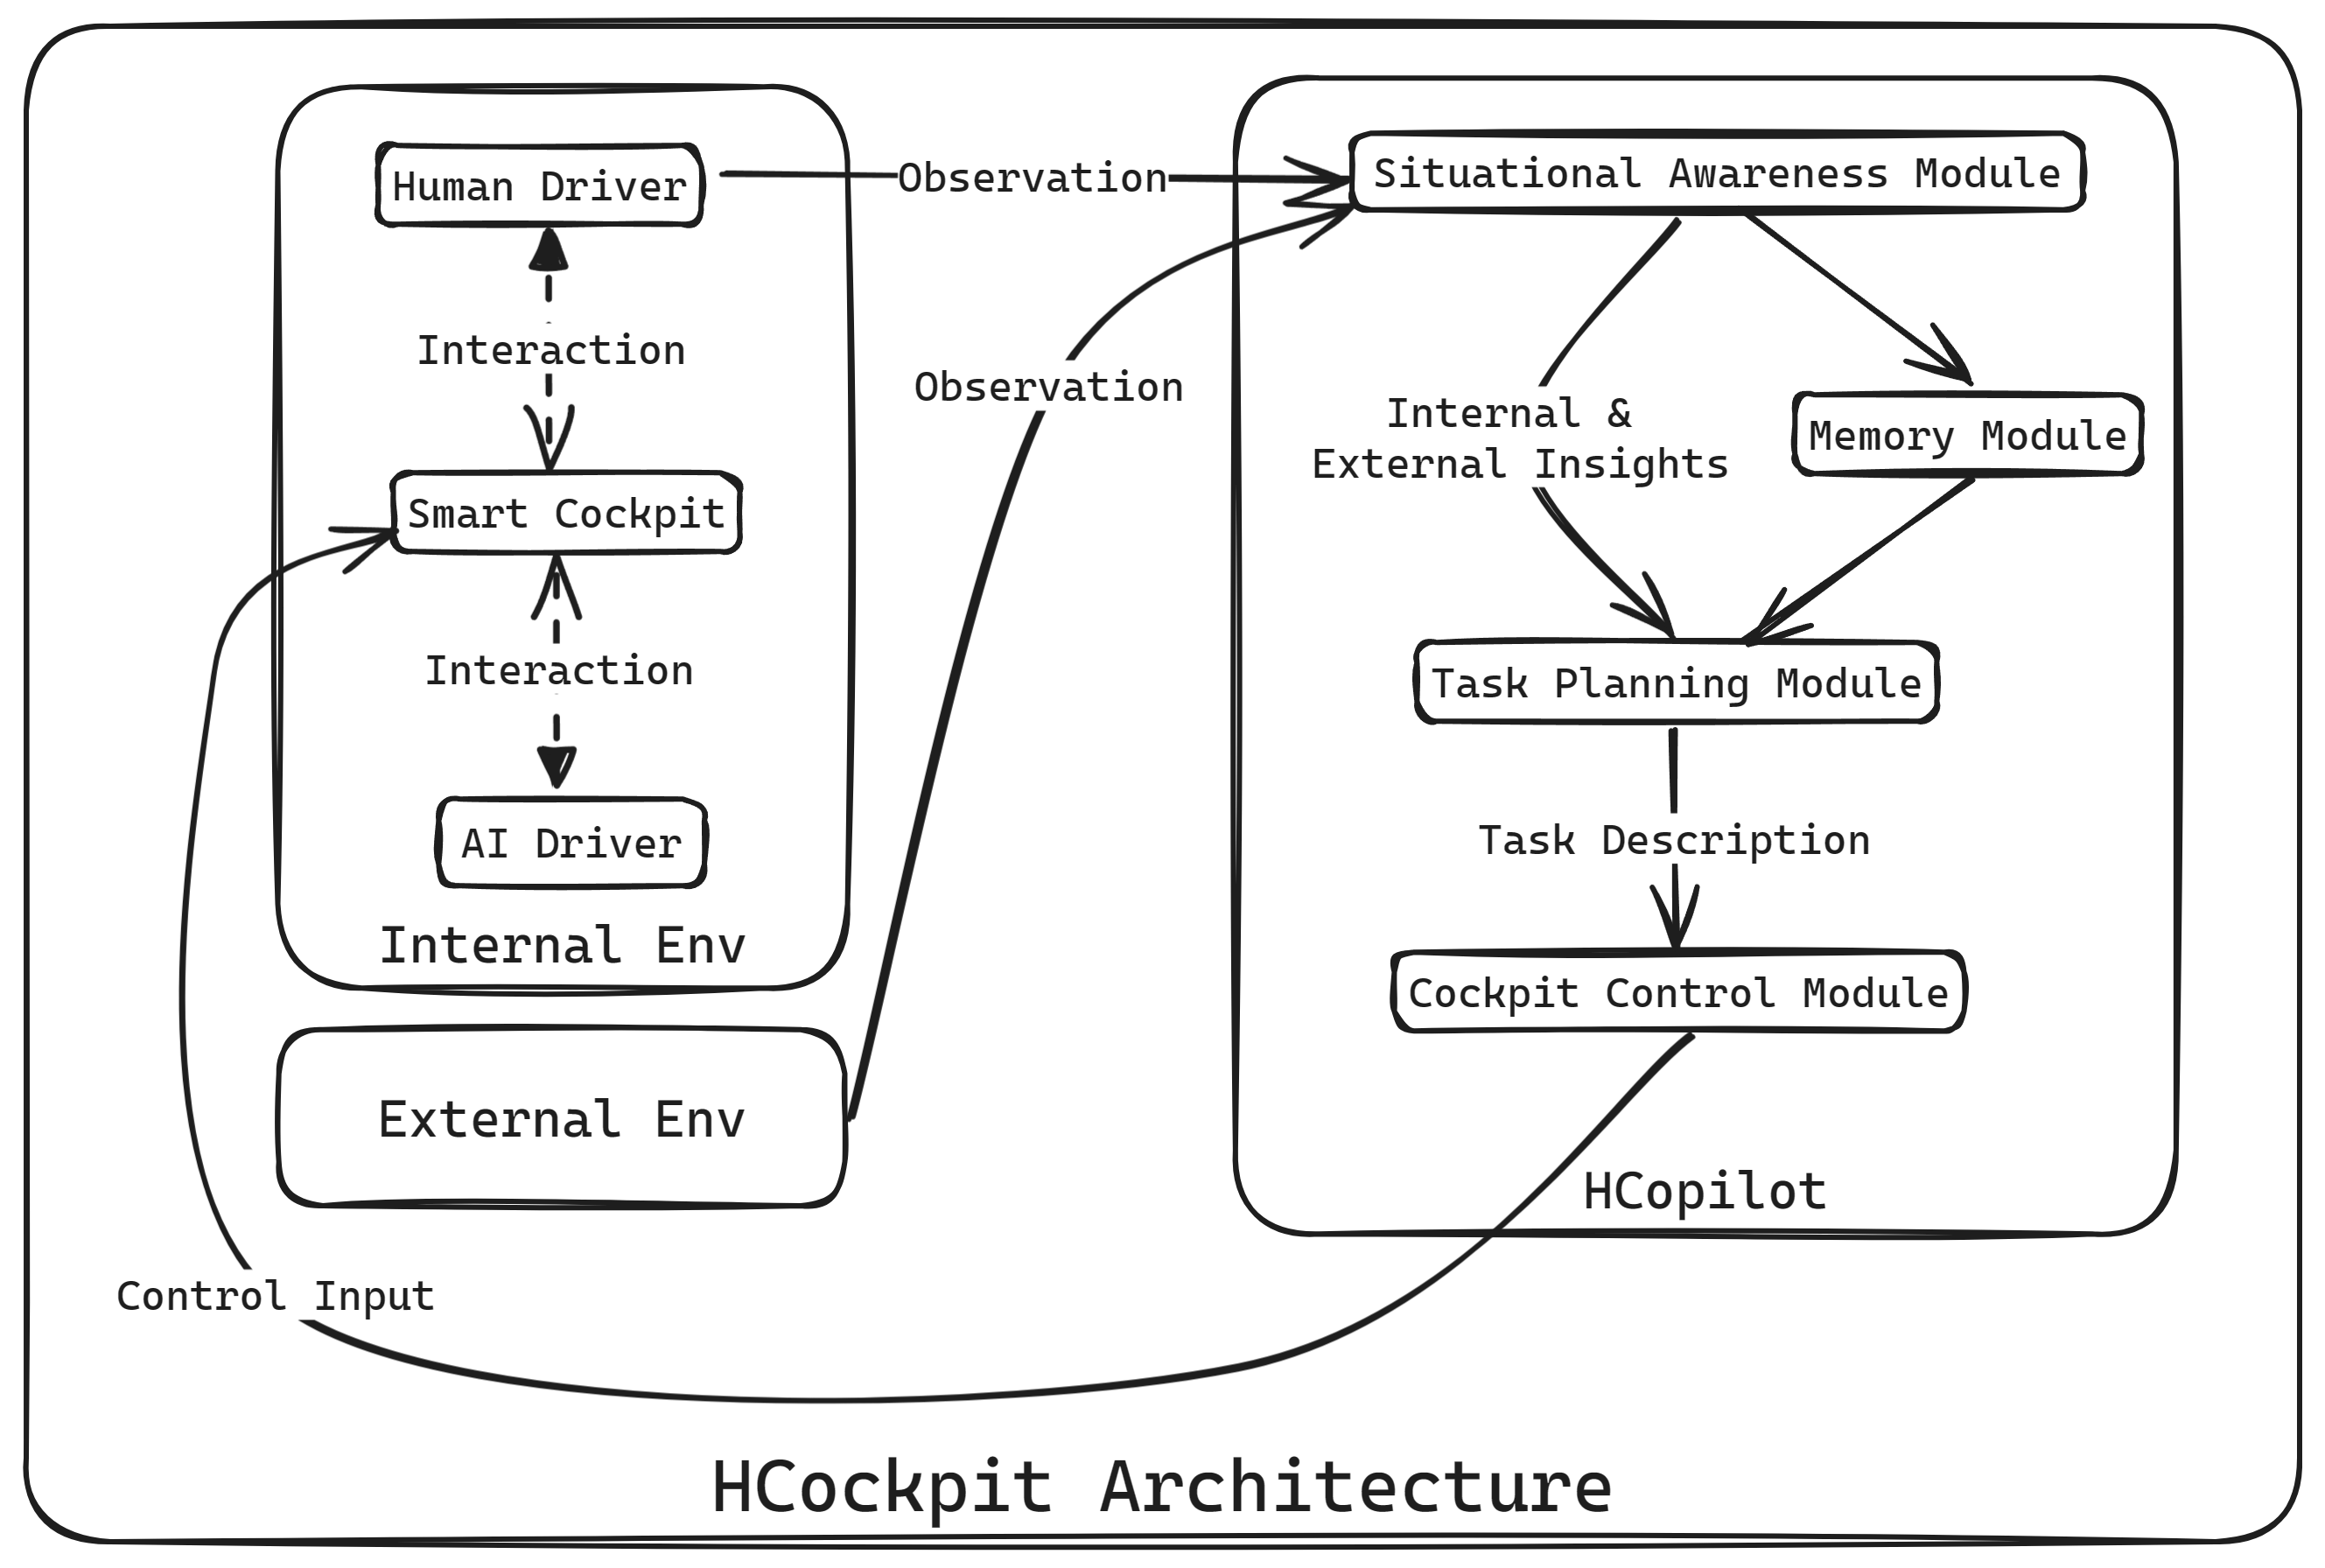 Human Driver
Interaction
Smart Cockpit
Interaction
AI Driver
Internal Env
External Env
Observation
Observation
Situational Awareness Module
Internal &
External Insights
Memory Module
Task Planning Module
Task Description
Cockpit Control Module
HCopilot
Control Input
HCockpit Architecture